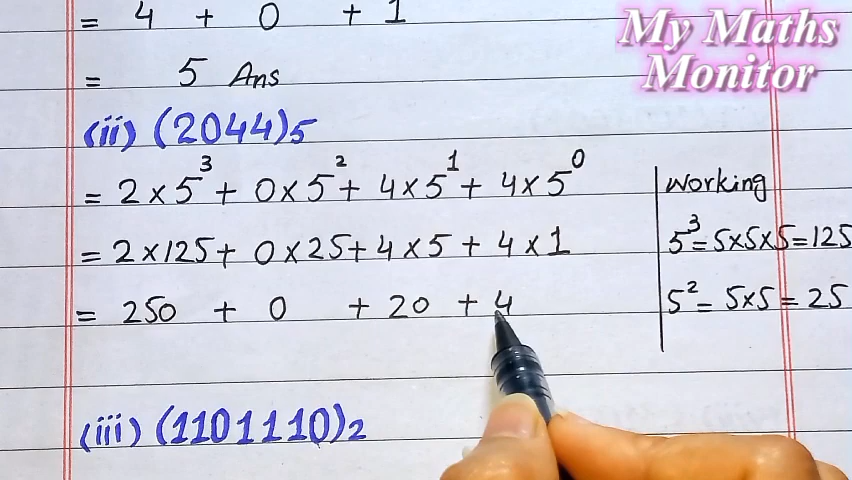 = 4 + 0 + 1
My Maths Monitor
= 5 Ans
(ii) (2044)5
= 2×5³ + 0×5² + 4×5¹ + 4×5⁰
= 2×125 + 0×25 + 4×5 + 4×1
= 250 + 0 + 20 + 4
working
5³ = 5×5×5 = 125
5² = 5×5 = 25
(iii) (1101110)2